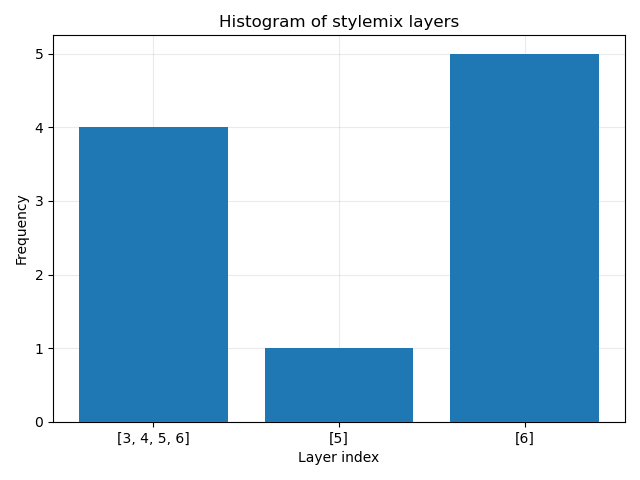 Histogram of stylemix layers
5
4
3
2
1
0
Frequency
[3, 4, 5, 6]
[5]
[6]
Layer index